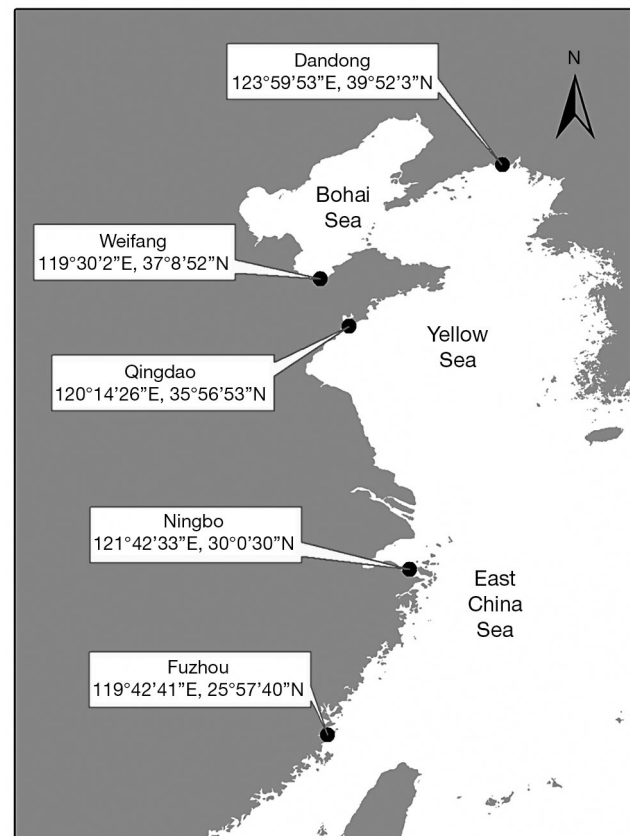 Dandong
123°59’53”E, 39°52’3”N
N
Bohai
Sea
Weifang
119°30’2”E, 37°8’52”N
Yellow
Sea
Qingdao
120°14’26”E, 35°56’53”N
Ningbo
121°42’33”E, 30°0’30”N
East
China
Sea
Fuzhou
119°42’41”E, 25°57’40”N